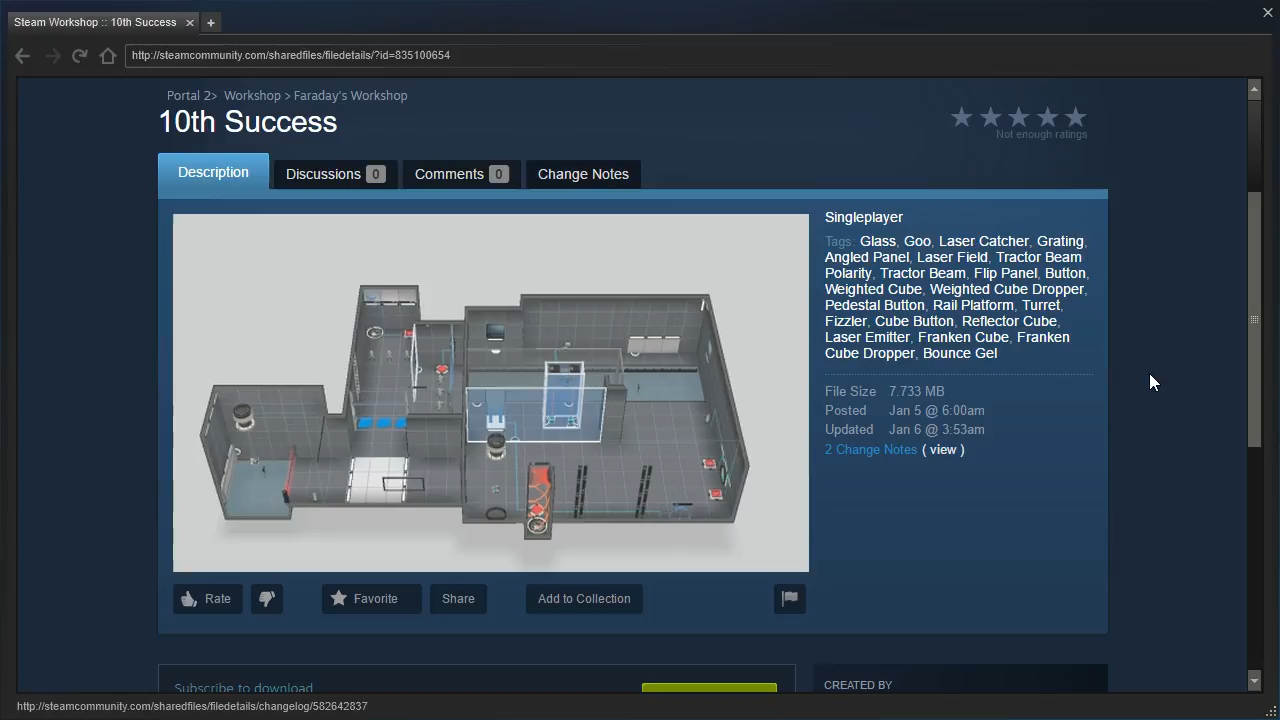 Steam Workshop :: 10th Success
http://steamcommunity.com/sharedfiles/filedetails/?id=835100654
Portal 2> Workshop > Faraday's Workshop
10th Success
Not enough ratings
Description
Discussions 0
Comments 0
Change Notes
Singleplayer
Tags: Glass, Goo, Laser Catcher, Grating,
Angled Panel, Laser Field, Tractor Beam
Polarity, Tractor Beam, Flip Panel, Button,
Weighted Cube, Weighted Cube Dropper,
Pedestal Button, Rail Platform, Turret,
Fizzler, Cube Button, Reflector Cube,
Laser Emitter, Franken Cube, Franken
Cube Dropper, Bounce Gel
File Size 7.733 MB
Posted Jan 5 @ 6:00am
Updated Jan 6 @ 3:53am
2 Change Notes ( view )
Rate
Favorite
Share
Add to Collection
Subscribe to download
CREATED BY
http://steamcommunity.com/sharedfiles/filedetails/changelog/582642837